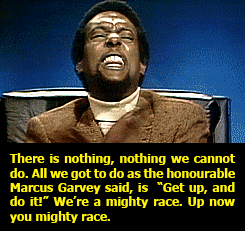 There is nothing, nothing we cannot
do. All we got to do as the honourable
Marcus Garvey said, is “Get up, and
do it!” We’re a mighty race. Up now
you mighty race.